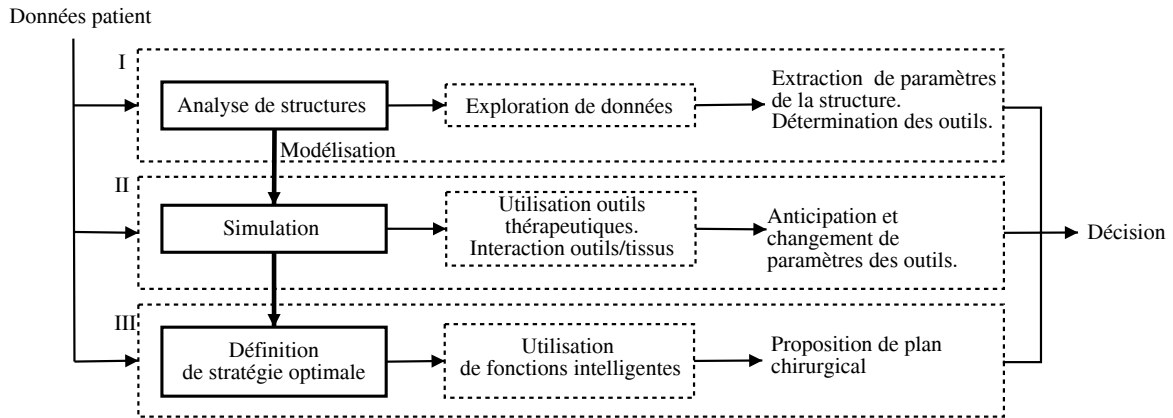 Données patient
I
Analyse de structures
Exploration de données
Extraction de paramètres
de la structure.
Détermination des outils.
Modélisation
II
Simulation
Utilisation outils
thérapeutiques.
Interaction outils/tissus
Anticipation et
changement de
paramètres des outils.
Décision
III
Définition
de stratégie optimale
Utilisation
de fonctions intelligentes
Proposition de plan
chirurgical